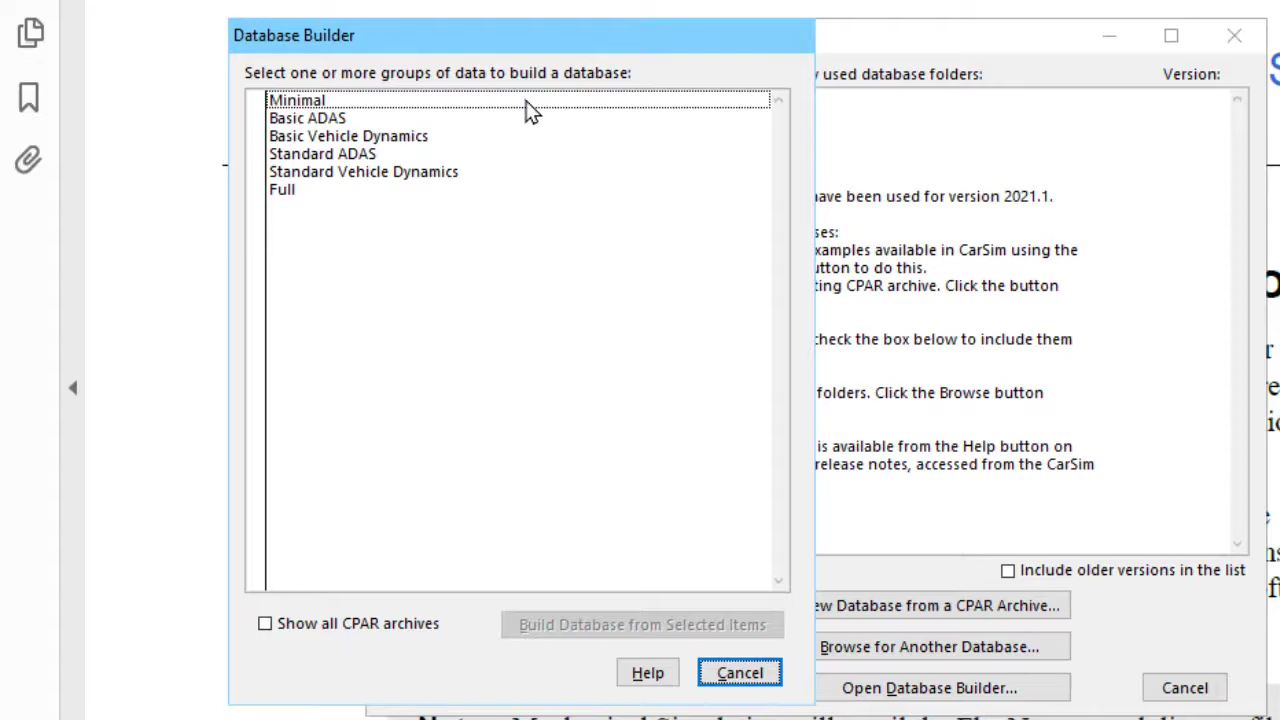 Database Builder
Select one or more groups of data to build a database:
Minimal
Basic ADAS
Basic Vehicle Dynamics
Standard ADAS
Standard Vehicle Dynamics
Full
Show all CPAR archives
Build Database from Selected Items
Help
Cancel
used database folders:
Version:
have been used for version 2021.1.
examples available in CarSim using the
button to do this.
CPAR archive. Click the button
check the box below to include them
folders. Click the Browse button
is available from the Help button on
release notes, accessed from the CarSim
Include older versions in the list
Database from a CPAR Archive...
Browse for Another Database...
Open Database Builder...
Cancel